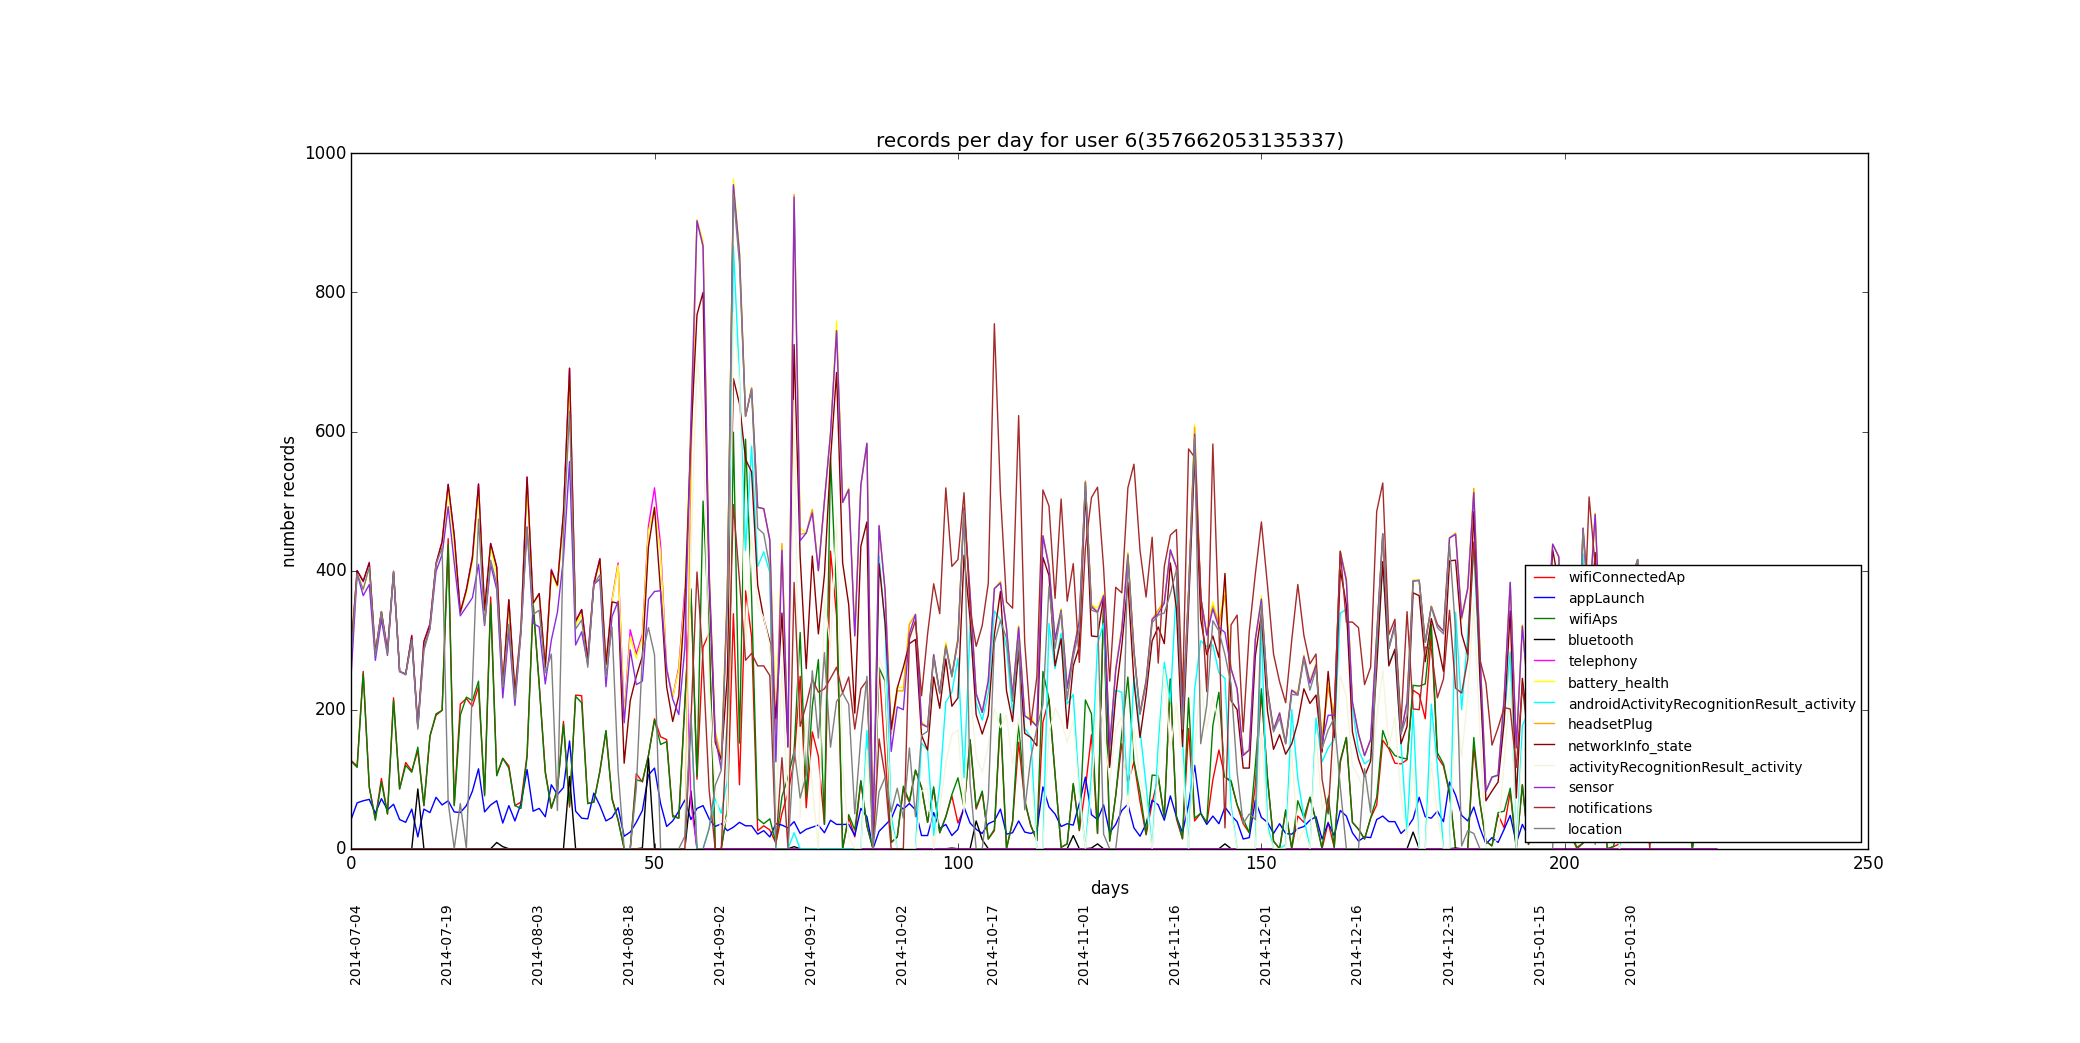 records per day for user 6(357662053135337)
1000
800
600
400
200
0
number records
0 50 100 150 200 250
days
2014-07-04
2014-07-19
2014-08-03
2014-08-18
2014-09-02
2014-09-17
2014-10-02
2014-10-17
2014-11-01
2014-11-16
2014-12-01
2014-12-16
2014-12-31
2015-01-15
2015-01-30
wifiConnectedAp
appLaunch
wifiAps
bluetooth
telephony
battery_health
androidActivityRecognitionResult_activity
headsetPlug
networkInfo_state
activityRecognitionResult_activity
sensor
notifications
location